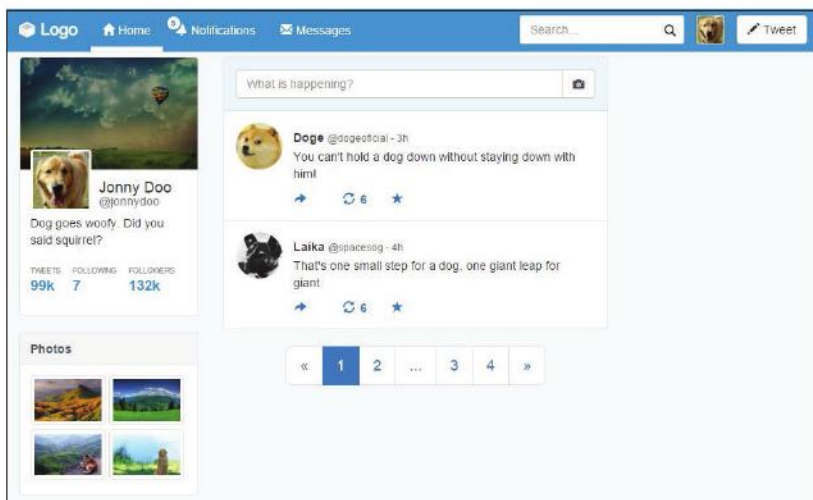 Logo Home 5 Notifications Messages Search... Tweet
What is happening?
Doge @dogeoficial - 3h
You can't hold a dog down without staying down with
him!
6
Laika @spacesog - 4h
That's one small step for a dog, one giant leap for
giant
6
« 1 2 ... 3 4 »
Jonny Doo
@jonnydoo
Dog goes woofy. Did you
said squirrel?
TWEETS FOLLOWING FOLLOWERS
99k 7 132k
Photos